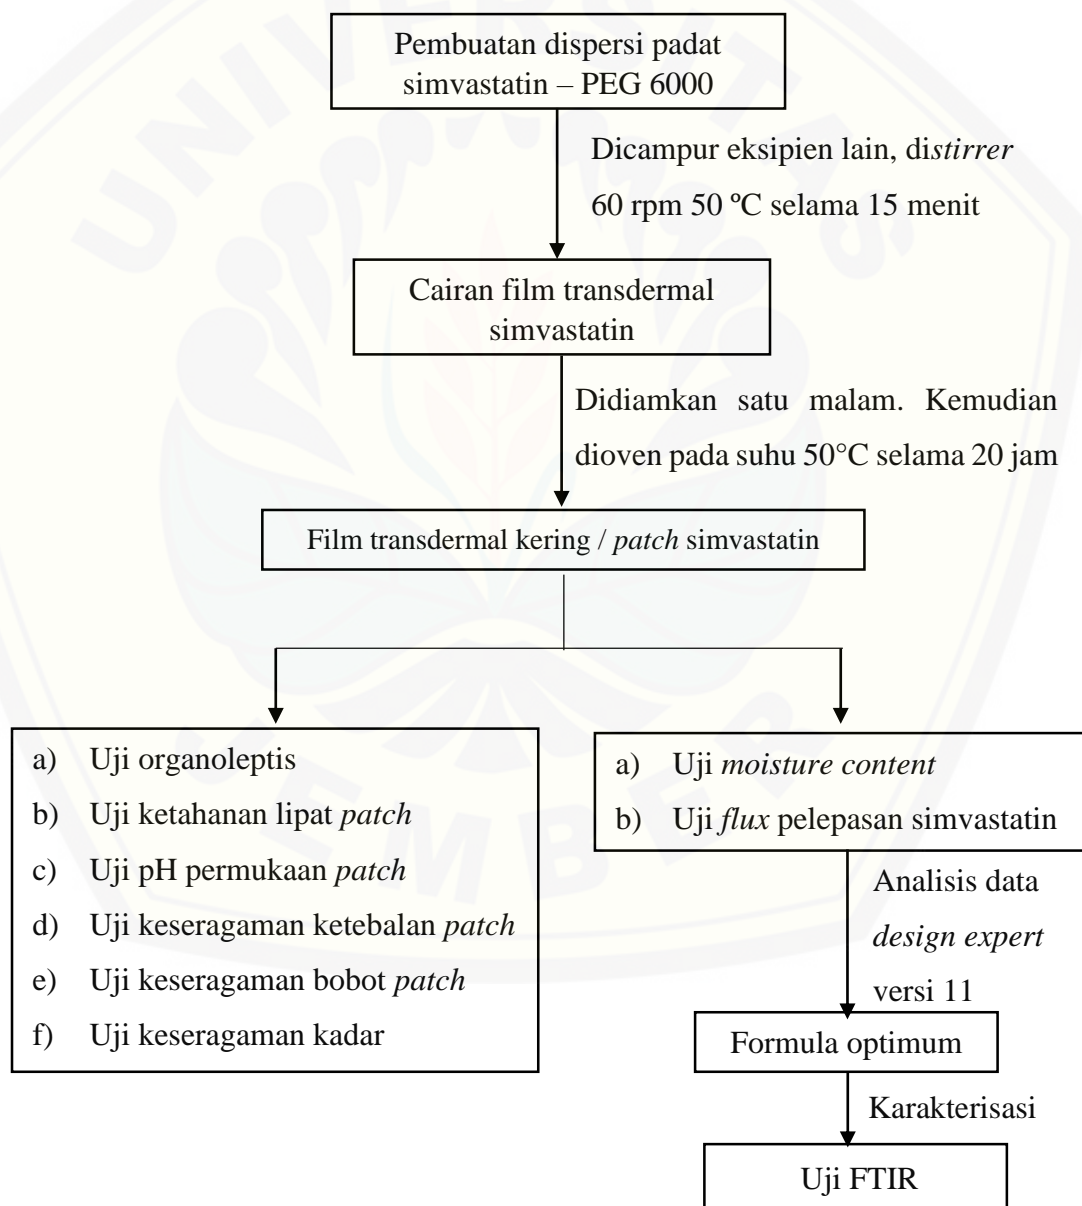 Pembuatan dispersi padat
simvastatin – PEG 6000
Dicampur eksipien lain, distirrer
60 rpm 50 ºC selama 15 menit
Cairan film transdermal
simvastatin
Didiamkan satu malam. Kemudian
dioven pada suhu 50°C selama 20 jam
Film transdermal kering / patch simvastatin
a) Uji organoleptis
b) Uji ketahanan lipat patch
c) Uji pH permukaan patch
d) Uji keseragaman ketebalan patch
e) Uji keseragaman bobot patch
f) Uji keseragaman kadar
a) Uji moisture content
b) Uji flux pelepasan simvastatin
Analisis data
design expert
versi 11
Formula optimum
Karakterisasi
Uji FTIR
UNIVERSITAS
JEMBER